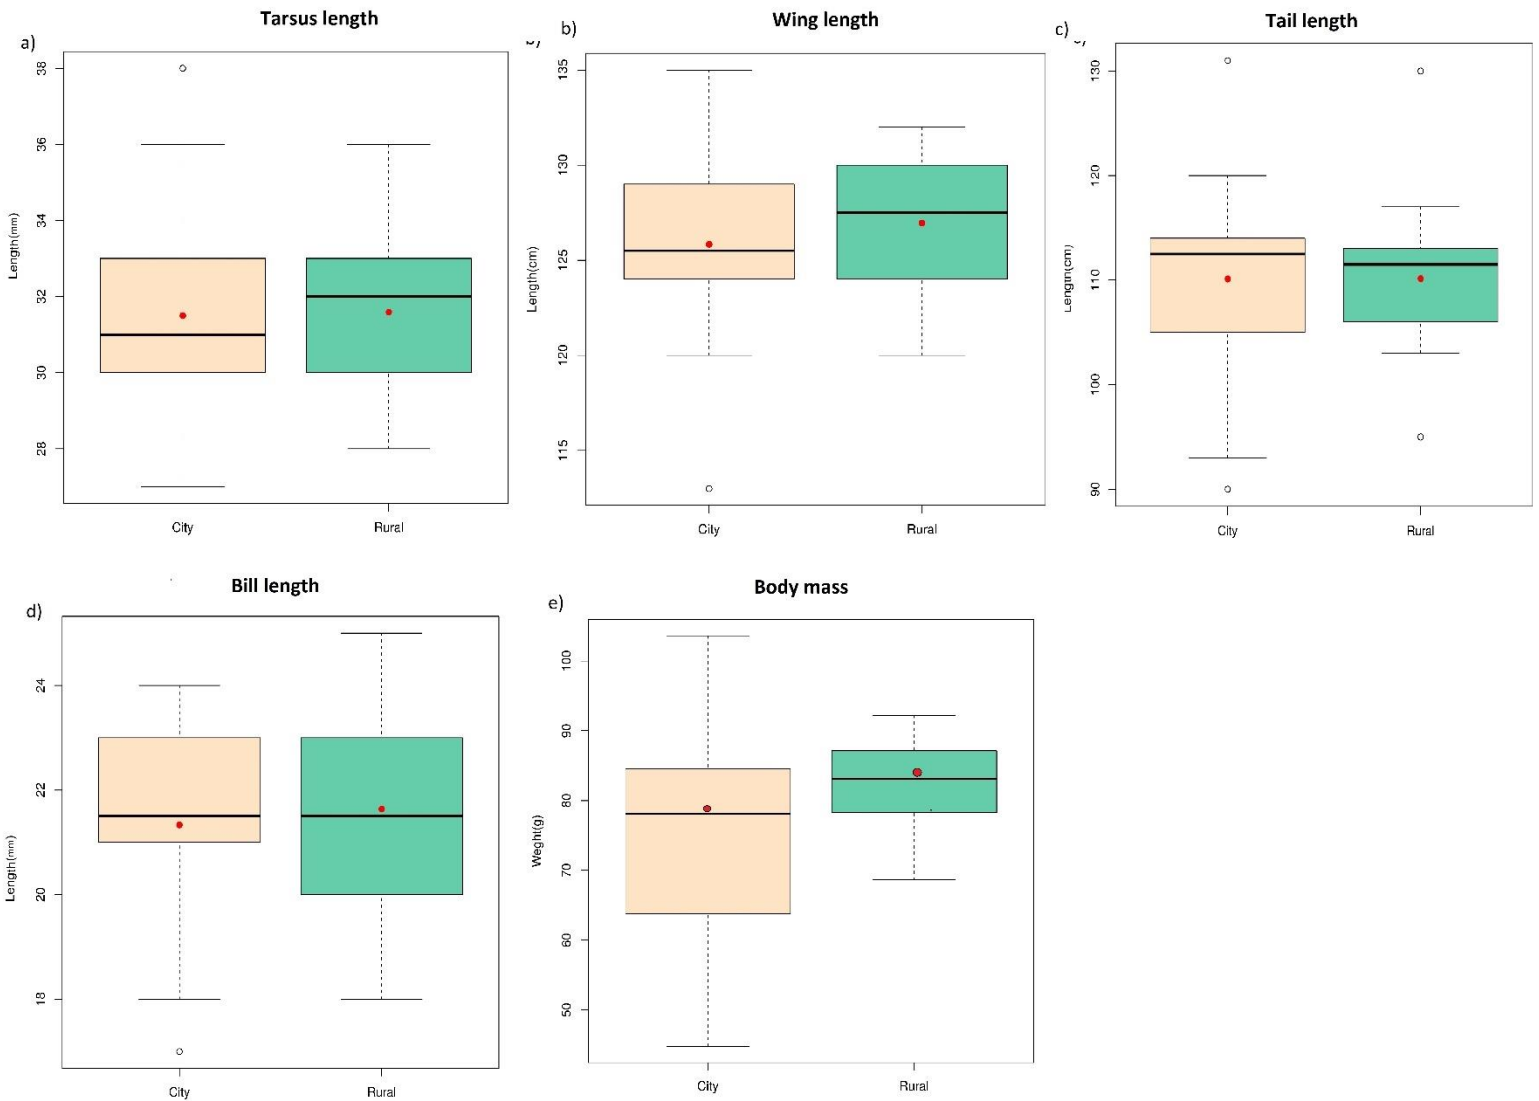 Tarsus length
a)
38
36
34
32
30
28
Length(mm)
City
Rural
Wing length
b)
135
130
125
120
115
Length(cm)
City
Rural
Tail length
c)
130
120
110
100
90
Length(cm)
City
Rural
Bill length
d)
24
22
20
18
Length(mm)
City
Rural
Body mass
e)
100
90
80
70
60
50
Weght(g)
City
Rural